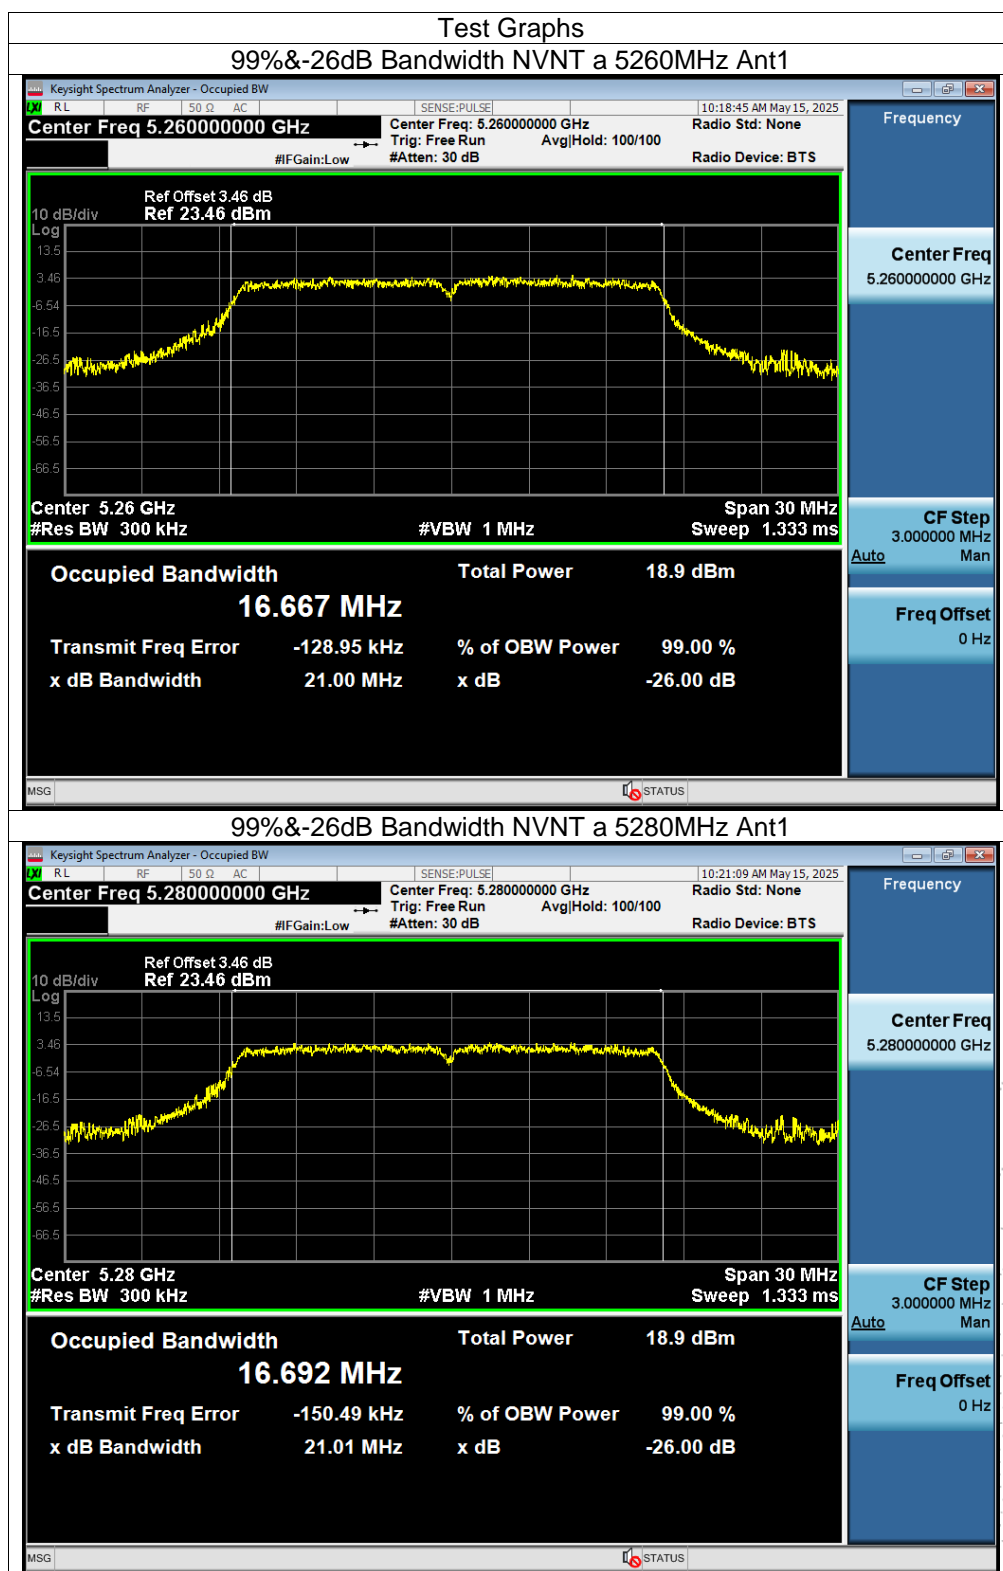 Test Graphs
99%&-26dB Bandwidth NVNT a 5260MHz Ant1
Keysight Spectrum Analyzer - Occupied BW
LXI RL RF 50 Ω AC SENSE:PULSE 10:18:45 AM May 15, 2025
Center Freq 5.260000000 GHz Center Freq: 5.260000000 GHz Radio Std: None
Trig: Free Run Avg|Hold: 100/100
#IFGain:Low #Atten: 30 dB Radio Device: BTS
Ref Offset 3.46 dB
10 dB/div Ref 23.46 dBm
Log
13.5
3.46
-6.54
-16.5
-26.5
-36.5
-46.5
-56.5
-66.5
Center 5.26 GHz Span 30 MHz
#Res BW 300 kHz #VBW 1 MHz Sweep 1.333 ms
Occupied Bandwidth Total Power 18.9 dBm
16.667 MHz
Transmit Freq Error -128.95 kHz % of OBW Power 99.00 %
x dB Bandwidth 21.00 MHz x dB -26.00 dB
MSG STATUS
Frequency
Center Freq
5.260000000 GHz
CF Step
3.000000 MHz
Auto Man
Freq Offset
0 Hz
99%&-26dB Bandwidth NVNT a 5280MHz Ant1
Keysight Spectrum Analyzer - Occupied BW
LXI RL RF 50 Ω AC SENSE:PULSE 10:21:09 AM May 15, 2025
Center Freq 5.280000000 GHz Center Freq: 5.280000000 GHz Radio Std: None
Trig: Free Run Avg|Hold: 100/100
#IFGain:Low #Atten: 30 dB Radio Device: BTS
Ref Offset 3.46 dB
10 dB/div Ref 23.46 dBm
Log
13.5
3.46
-6.54
-16.5
-26.5
-36.5
-46.5
-56.5
-66.5
Center 5.28 GHz Span 30 MHz
#Res BW 300 kHz #VBW 1 MHz Sweep 1.333 ms
Occupied Bandwidth Total Power 18.9 dBm
16.692 MHz
Transmit Freq Error -150.49 kHz % of OBW Power 99.00 %
x dB Bandwidth 21.01 MHz x dB -26.00 dB
MSG STATUS
Frequency
Center Freq
5.280000000 GHz
CF Step
3.000000 MHz
Auto Man
Freq Offset
0 Hz